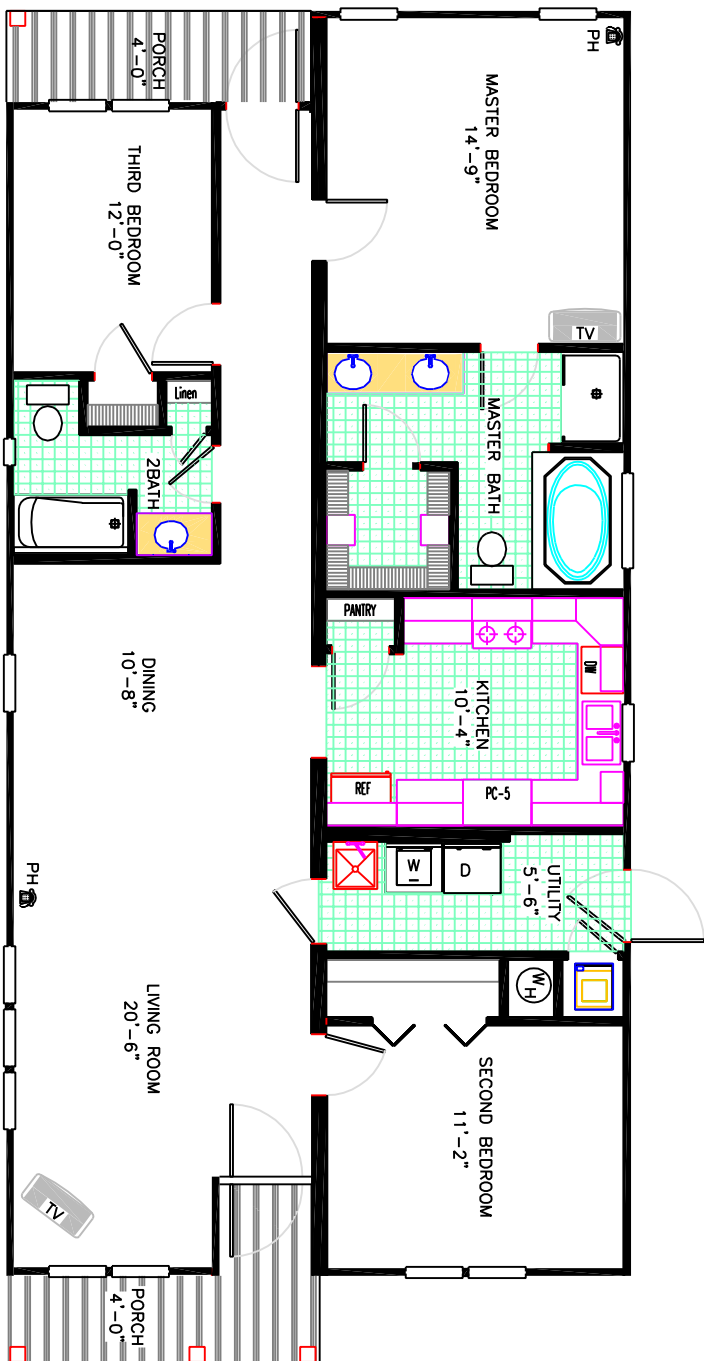 PORCH
4'-0"
PH
MASTER BEDROOM
14'-9"
THIRD BEDROOM
12'-0"
TV
Linen
MASTER BATH
2BATH
PANTRY
DINING
10'-8"
KITCHEN
10'-4"
DW
REF
PC-5
W
D
UTILITY
5'-6"
PH
WH
LIVING ROOM
20'-6"
SECOND BEDROOM
11'-2"
TV
PORCH
4'-0"